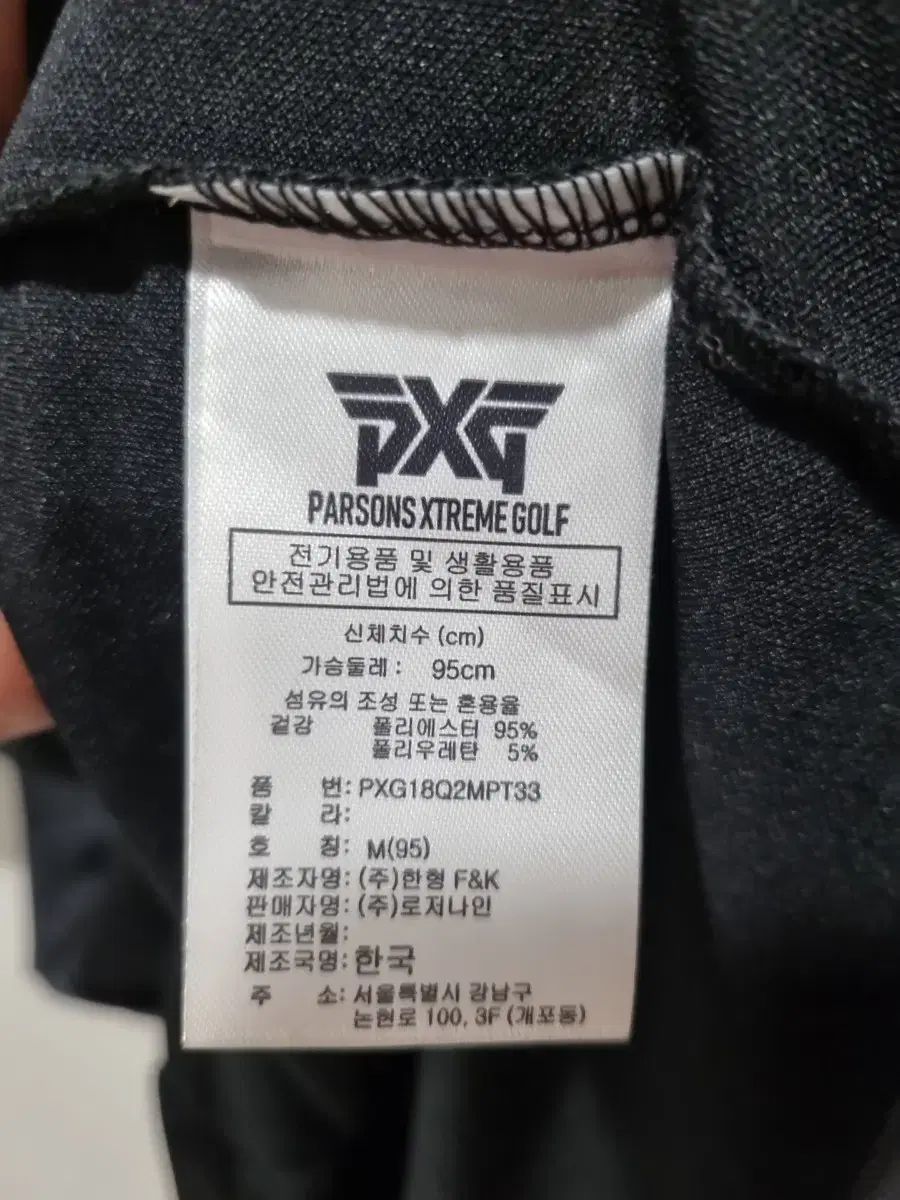 PXG
PARSONS XTREME GOLF
전기용품 및 생활용품
안전관리법에 의한 품질표시
신체치수 (cm)
가슴둘레 : 95cm
섬유의 조성 또는 혼용율
겉감 폴리에스터 95%
폴리우레탄 5%
품 번: PXG18Q2MPT33
칼 라:
호 칭: M(95)
제조자명: (주)한형 F&K
판매자명: (주)로저나인
제조년월:
제조국명: 한국
주 소: 서울특별시 강남구
논현로 100, 3F (개포동)